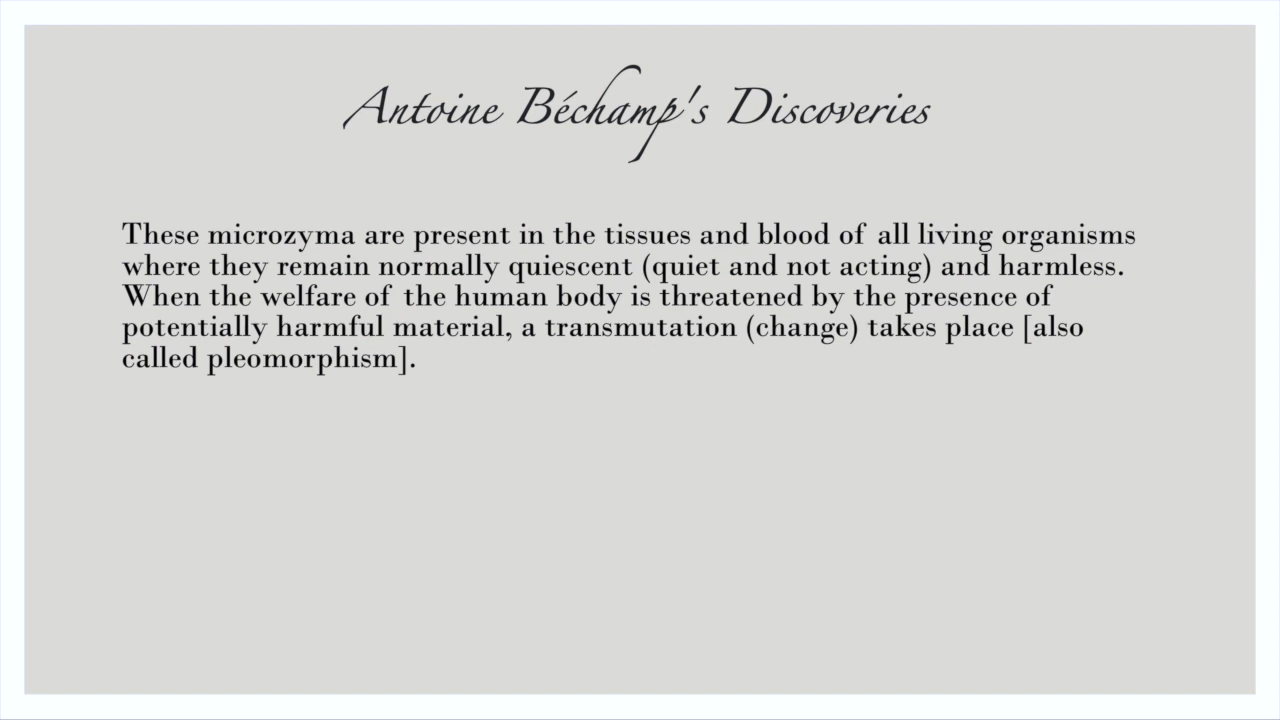 Antoine Béchamp's Discoveries
These microzyma are present in the tissues and blood of all living organisms
where they remain normally quiescent (quiet and not acting) and harmless.
When the welfare of the human body is threatened by the presence of
potentially harmful material, a transmutation (change) takes place [also
called pleomorphism].